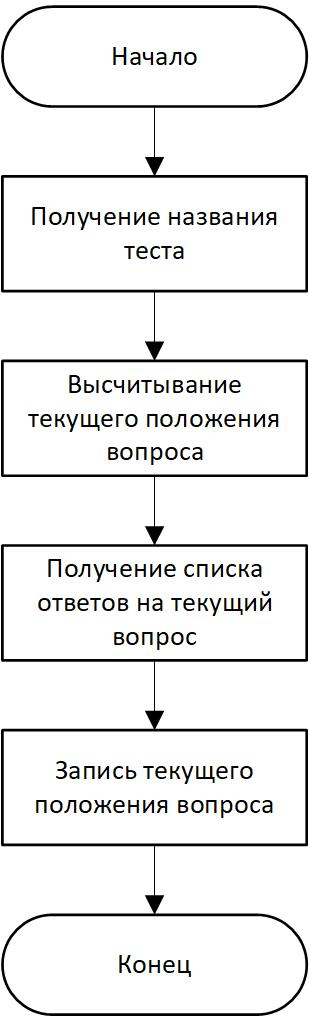 Начало
Получение названия
теста
Высчитывание
текущего положения
вопроса
Получение списка
ответов на текущий
вопрос
Запись текущего
положения вопроса
Конец